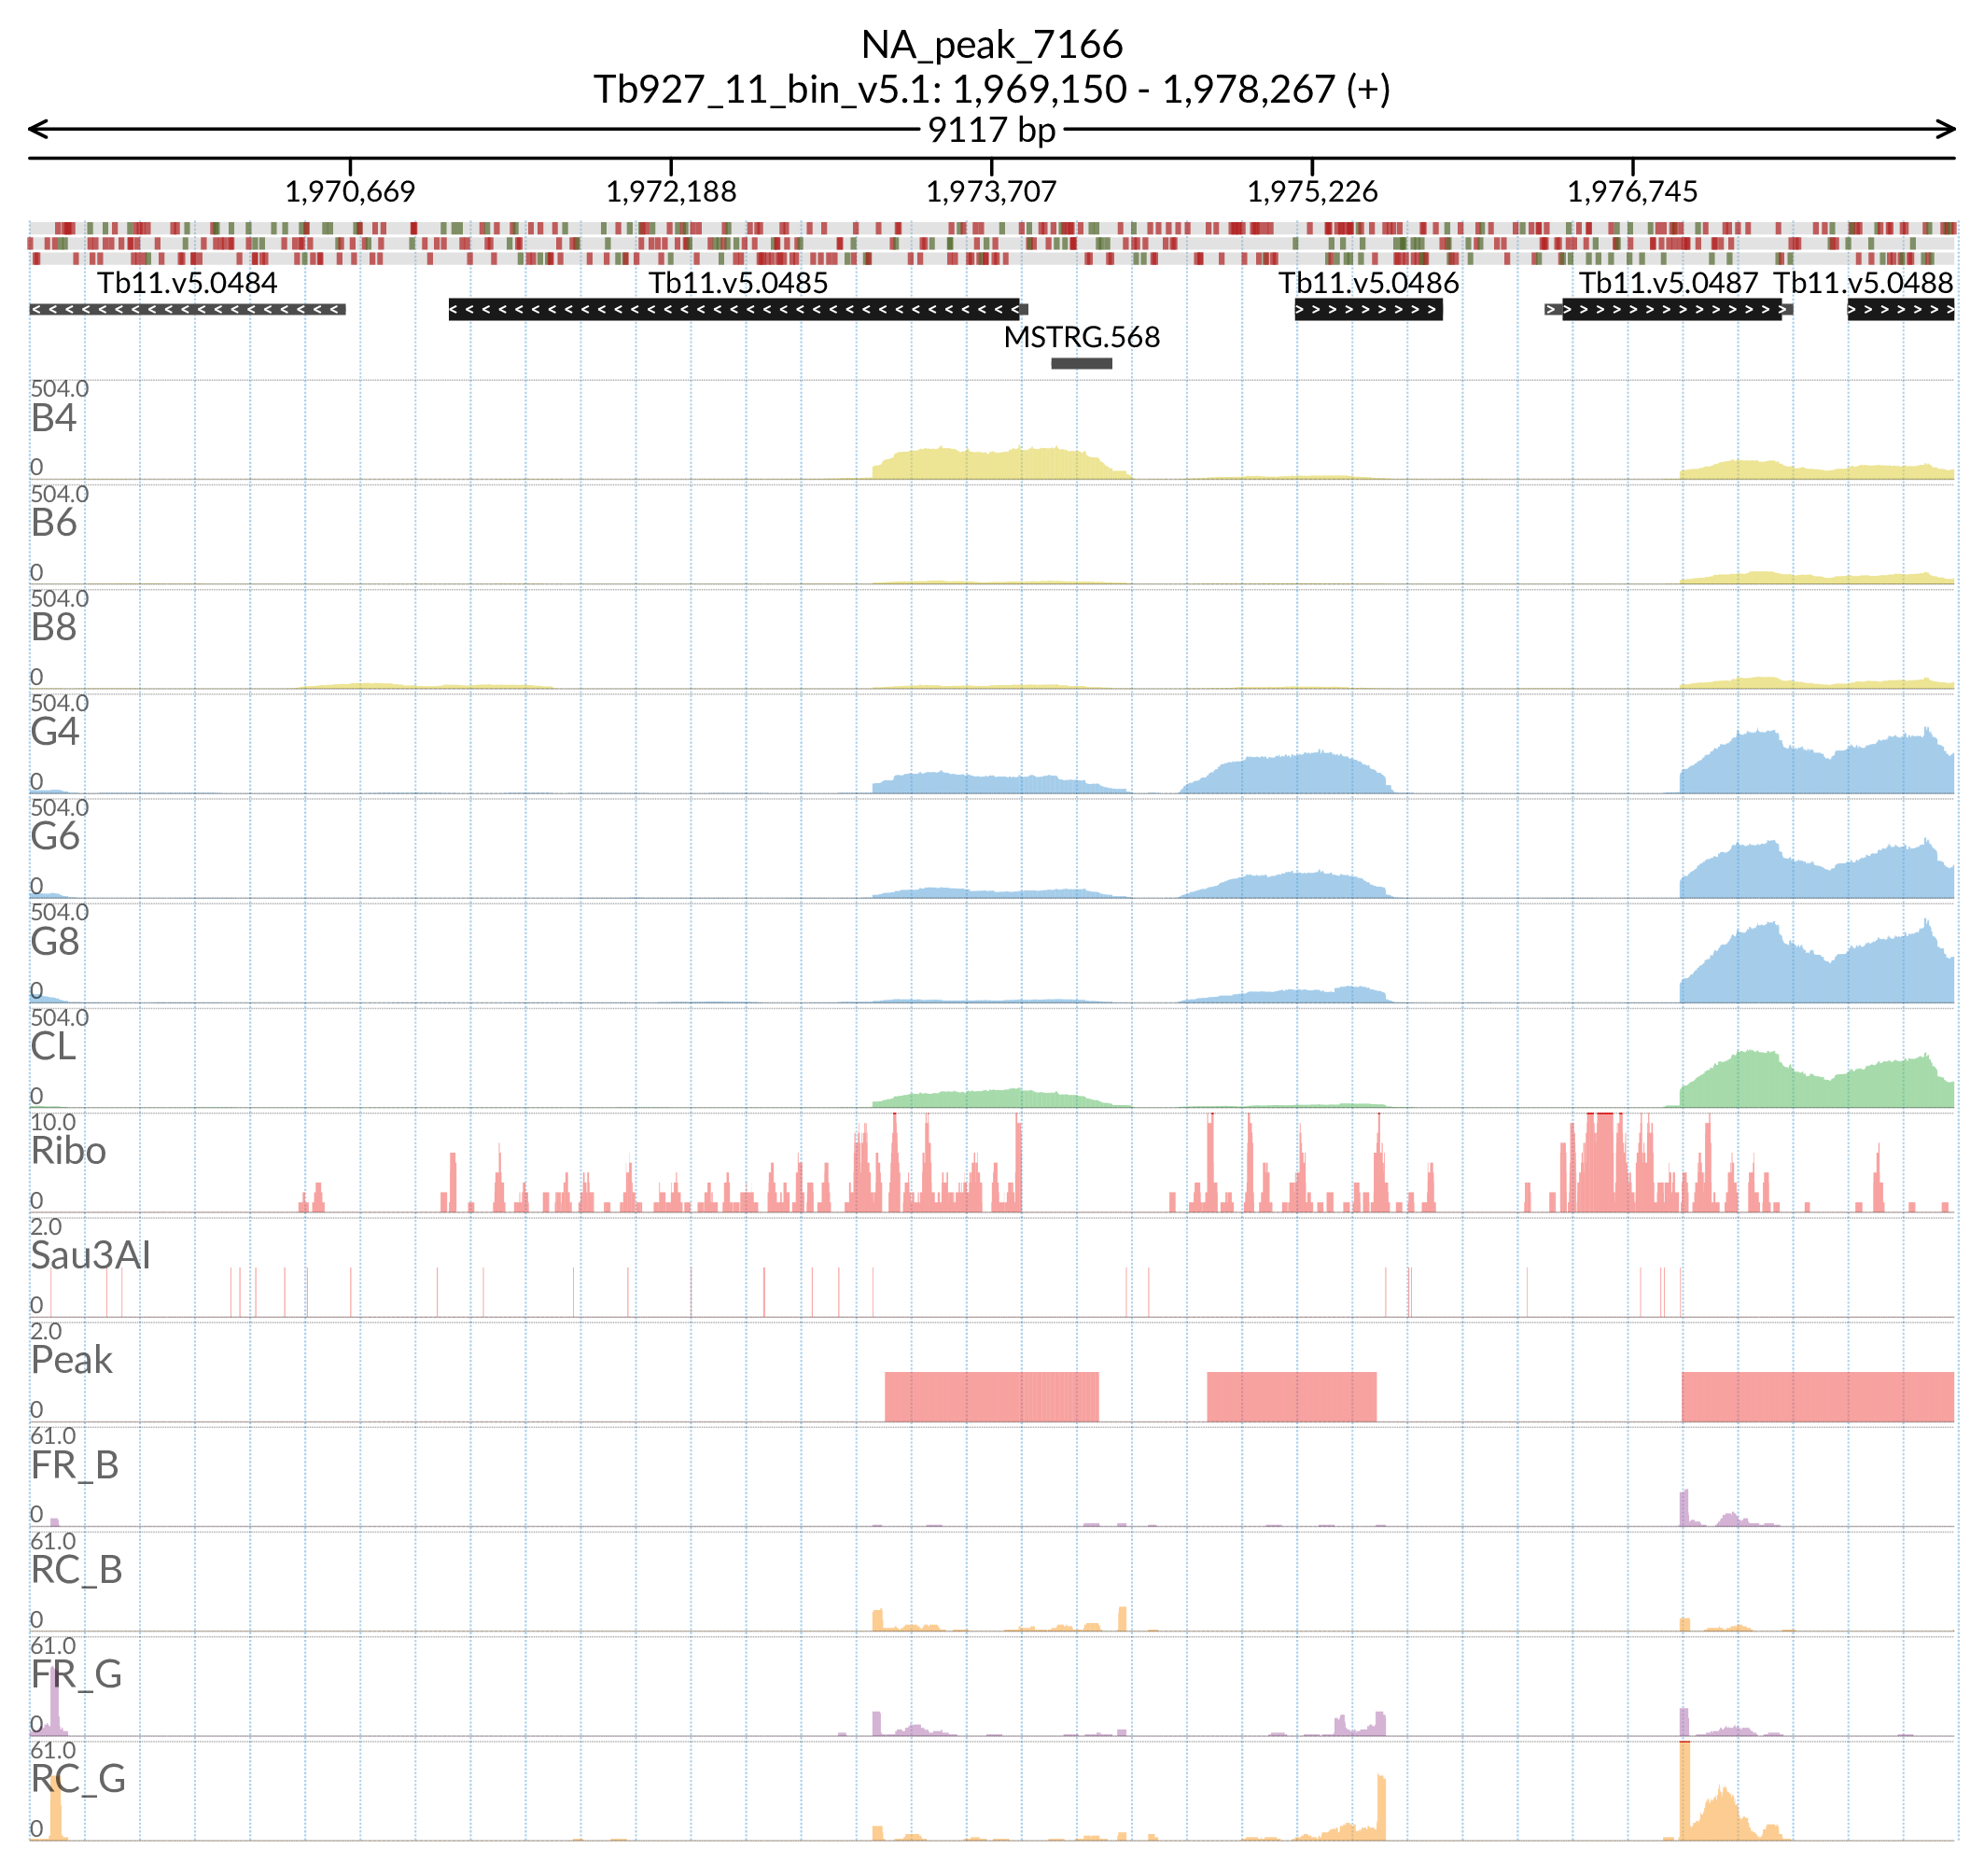 NA_peak_7166
Tb927_11_bin_v5.1: 1,969,150 - 1,978,267 (+)
9117 bp
1,970,669 1,972,188 1,973,707 1,975,226 1,976,745
Tb11.v5.0484 Tb11.v5.0485 Tb11.v5.0486 Tb11.v5.0487 Tb11.v5.0488
MSTRG.568
504.0
B4
0
504.0
B6
0
504.0
B8
0
504.0
G4
0
504.0
G6
0
504.0
G8
0
504.0
CL
0
10.0
Ribo
0
2.0
Sau3AI
0
2.0
Peak
0
61.0
FR_B
0
61.0
RC_B
0
61.0
FR_G
0
61.0
RC_G
0